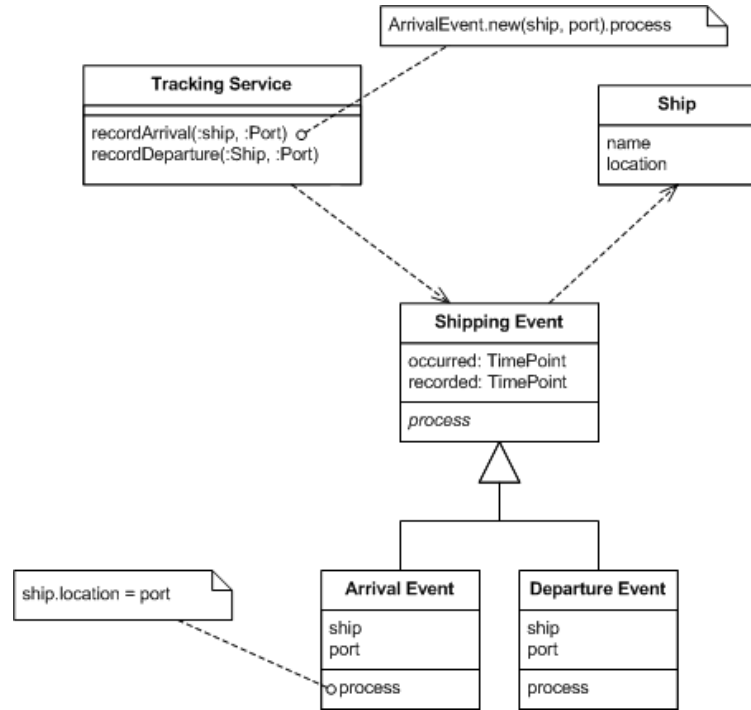 ArrivalEvent.new(ship, port).process
Tracking Service
recordArrival(:ship, :Port)
recordDeparture(:Ship, :Port)
Ship
name
location
Shipping Event
occurred: TimePoint
recorded: TimePoint
process
ship.location = port
Arrival Event
ship
port
process
Departure Event
ship
port
process